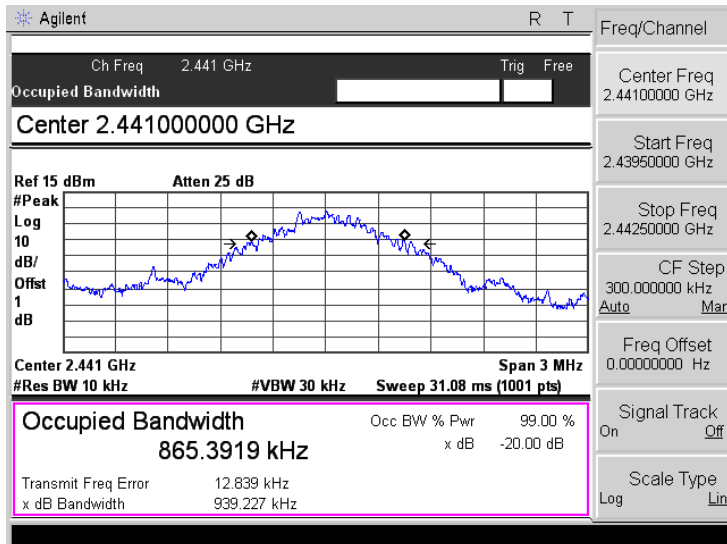 Agilent R T
Ch Freq 2.441 GHz Trig Free
Occupied Bandwidth
Center 2.441000000 GHz
Ref 15 dBm Atten 25 dB
#Peak
Log
10
dB/
Offst
1
dB
Center 2.441 GHz Span 3 MHz
#Res BW 10 kHz #VBW 30 kHz Sweep 31.08 ms (1001 pts)
Occupied Bandwidth
865.3919 kHz
Occ BW % Pwr 99.00 %
x dB -20.00 dB
Transmit Freq Error 12.839 kHz
x dB Bandwidth 939.227 kHz
Freq/Channel
Center Freq
2.44100000 GHz
Start Freq
2.43950000 GHz
Stop Freq
2.44250000 GHz
CF Step
300.000000 kHz
Auto Man
Freq Offset
0.00000000 Hz
Signal Track
On Off
Scale Type
Log Lin